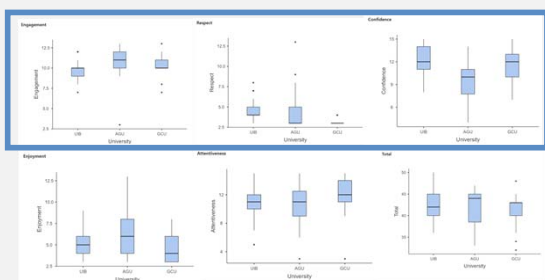 Engagement
Respect
Confidence
12.5
10.0
7.5
5.0
2.5
Engagement
UIB
AGU
GCU
University
12.5
10.0
7.5
5.0
2.5
Respect
UIB
AGU
GCU
University
15
12
9
6
Confidence
UIB
AGU
GCU
University
Enjoyment
Attentiveness
Total
12.5
10.0
7.5
5.0
2.5
Enjoyment
UIB
AGU
GCU
University
12
8
4
Attentiveness
UIB
AGU
GCU
University
Total
UIB
AGU
GCU
University